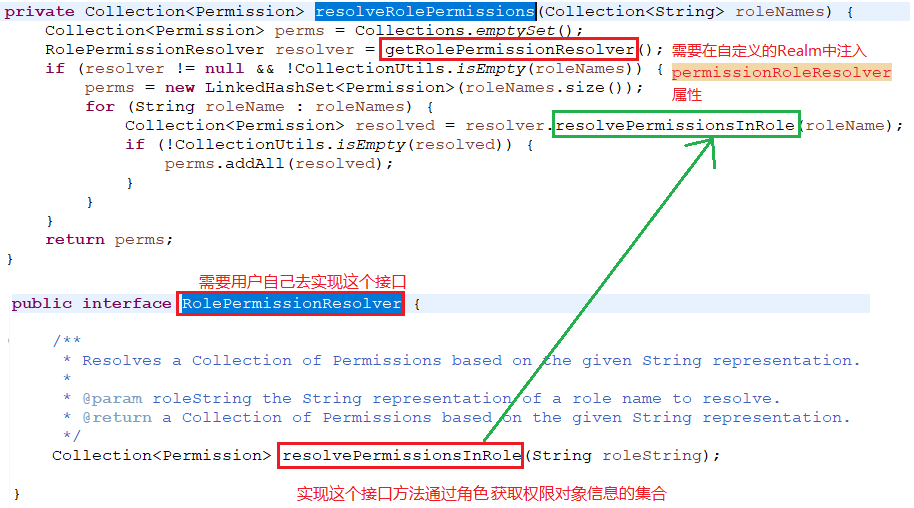 private Collection<Permission> resolveRolePermissions(Collection<String> roleNames) {
Collection<Permission> perms = Collections.emptySet();
RolePermissionResolver resolver = getRolePermissionResolver();
需要在自定义的Realm中注入
if (resolver != null && !CollectionUtils.isEmpty(roleNames)) {
permissionRoleResolver
perms = new LinkedHashSet<Permission>(roleNames.size());
属性
for (String roleName : roleNames) {
Collection<Permission> resolved = resolver.resolvePermissionsInRole(roleName);
if (!CollectionUtils.isEmpty(resolved)) {
perms.addAll(resolved);
}
}
}
return perms;
}
需要用户自己去实现这个接口
public interface RolePermissionResolver {
/**
* Resolves a Collection of Permissions based on the given String representation.
*
* @param roleString the String representation of a role name to resolve.
* @return a Collection of Permissions based on the given String representation.
*/
Collection<Permission> resolvePermissionsInRole(String roleString);
实现这个接口方法通过角色获取权限对象信息的集合
}